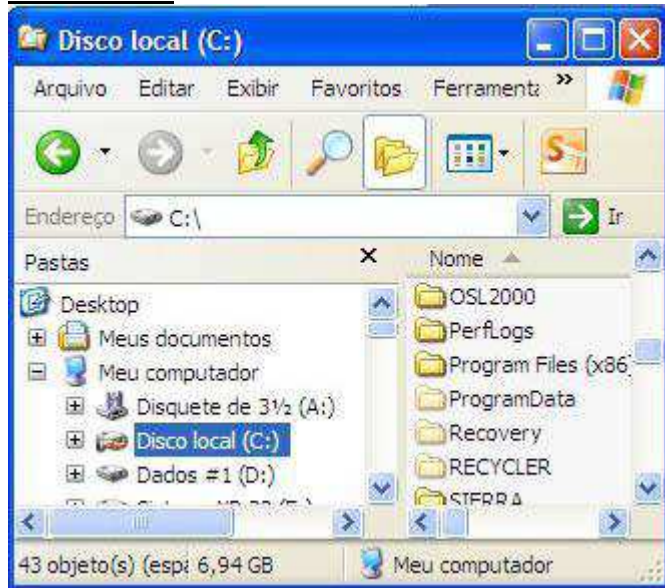 Disco local (C:)
Arquivo Editar Exibir Favoritos Ferramenta »
Endereço C:\ Ir
Pastas
Desktop
Meus documentos
Meu computador
Disquete de 3½ (A:)
Disco local (C:)
Dados #1 (D:)
Nome
OSL2000
PerfLogs
Program Files (x86
ProgramData
Recovery
RECYCLER
SIERRA
43 objeto(s) (espa 6,94 GB Meu computador